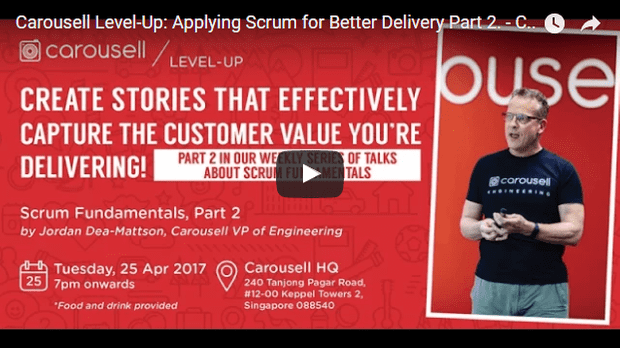 Carousell Level-Up: Applying Scrum for Better Delivery Part 2. - C...
carousell / LEVEL-UP
CREATE STORIES THAT EFFECTIVELY
CAPTURE THE CUSTOMER VALUE YOU'RE
DELIVERING!
PART 2 IN OUR WEEKLY SERIES OF TALKS
ABOUT SCRUM FUNDAMENTALS
Scrum Fundamentals, Part 2
by Jordan Dea-Mattson, Carousell VP of Engineering
25
Tuesday, 25 Apr 2017
7pm onwards
*Food and drink provided
Carousell HQ
240 Tanjong Pagar Road,
#12-00 Keppel Towers 2,
Singapore 088540
ouse
carousell
ENGINEERING